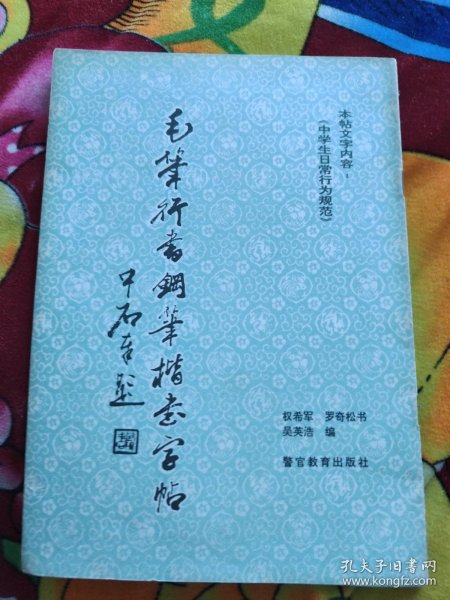 本帖文字内容：
《中学生日常行为规范》
毛笔行书钢笔楷书字帖
权希军 罗奇松书
吴英浩 编
警官教育出版社
孔夫子旧书网
www.kongfz.com